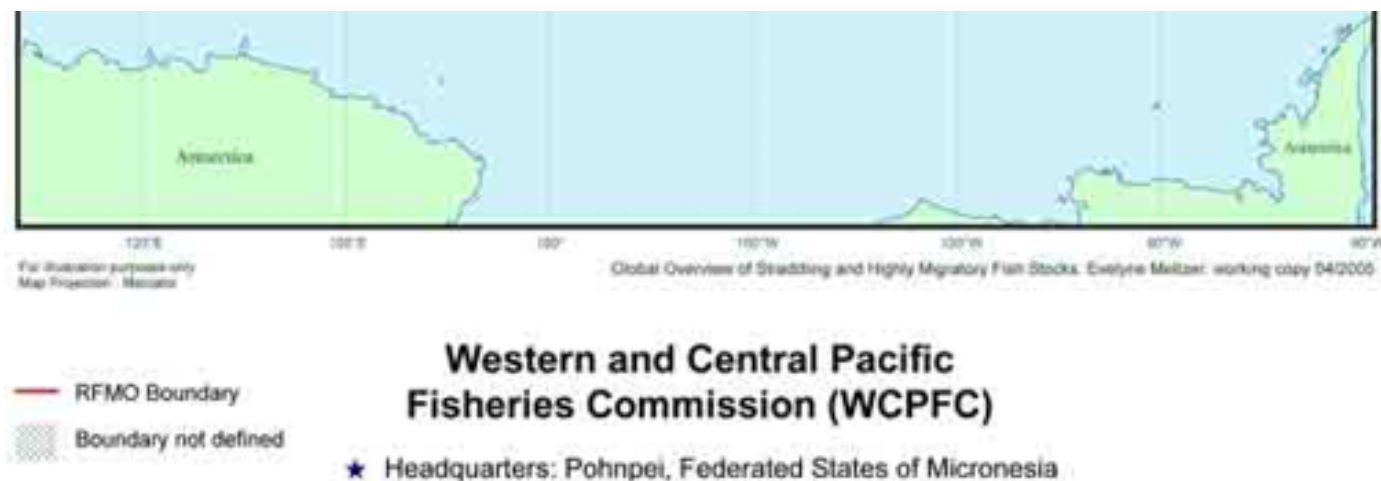 Antarctica
Antarctica
120°E 150°E 180° 150°W 120°W 90°W 60°W
For illustration purposes only
Map Projection: Mercator
Global Overview of Straddling and Highly Migratory Fish Stocks. Evelyne Meltzer: working copy 04/2005
Western and Central Pacific
Fisheries Commission (WCPFC)
RFMO Boundary
Boundary not defined
Headquarters: Pohnpei, Federated States of Micronesia